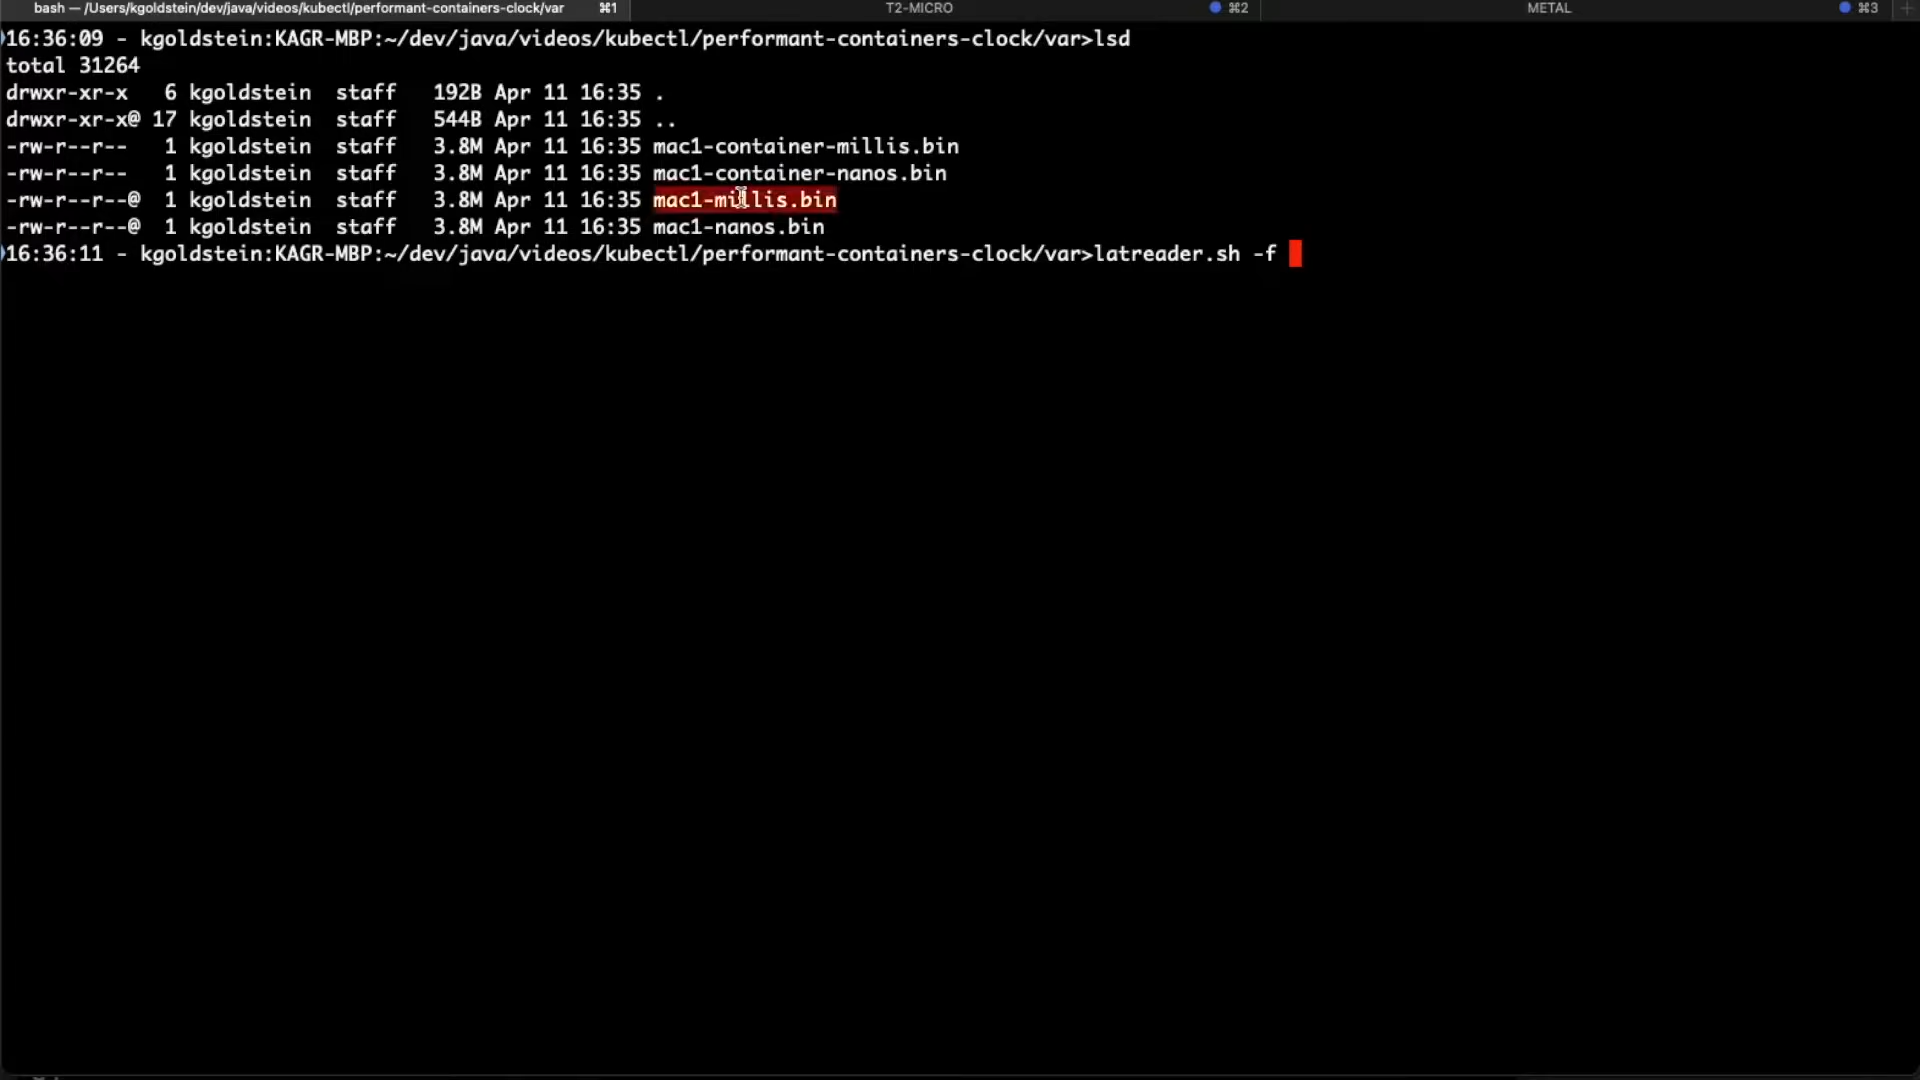 bash — /Users/kgoldstein/dev/java/videos/kubectl/performant-containers-clock/var ⌘1 T2-MICRO ⌘2 METAL ⌘3 +
16:36:09 - kgoldstein:KAGR-MBP:~/dev/java/videos/kubectl/performant-containers-clock/var>lsd
total 31264
drwxr-xr-x 6 kgoldstein staff 192B Apr 11 16:35 .
drwxr-xr-x@ 17 kgoldstein staff 544B Apr 11 16:35 ..
-rw-r--r-- 1 kgoldstein staff 3.8M Apr 11 16:35 mac1-container-millis.bin
-rw-r--r-- 1 kgoldstein staff 3.8M Apr 11 16:35 mac1-container-nanos.bin
-rw-r--r--@ 1 kgoldstein staff 3.8M Apr 11 16:35 mac1-millis.bin
-rw-r--r--@ 1 kgoldstein staff 3.8M Apr 11 16:35 mac1-nanos.bin
16:36:11 - kgoldstein:KAGR-MBP:~/dev/java/videos/kubectl/performant-containers-clock/var>latreader.sh -f